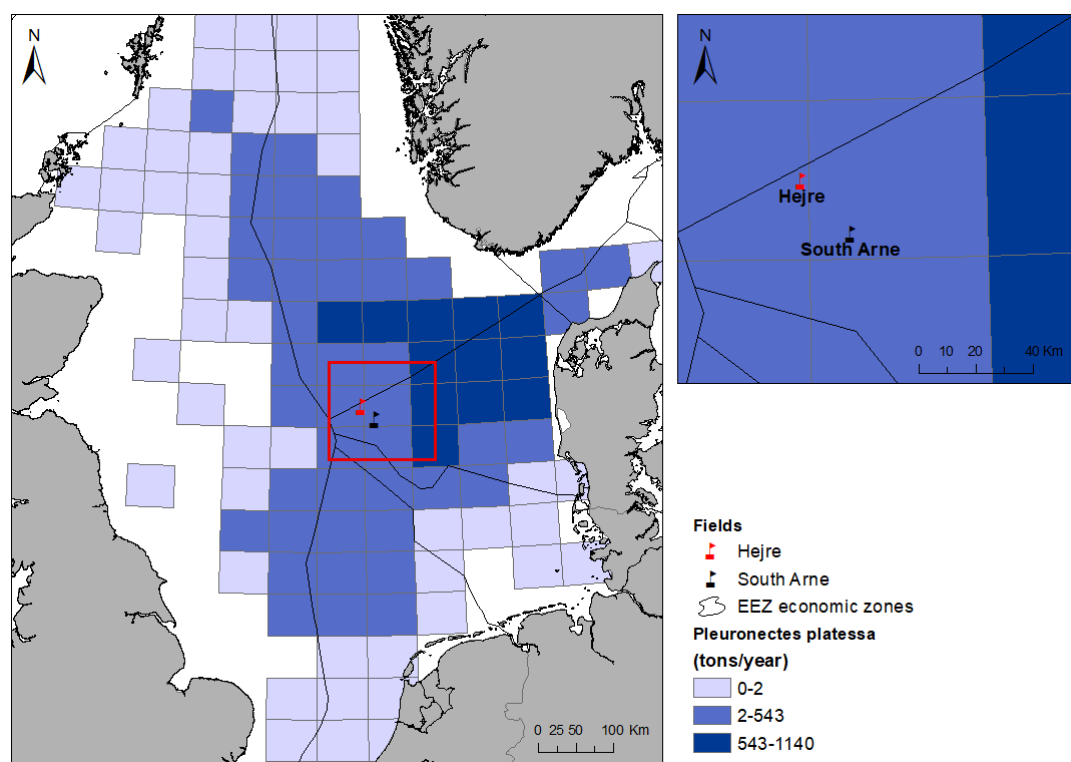 N
0 25 50 100 Km
N
Hejre
South Arne
0 10 20 40 Km
Fields
Hejre
South Arne
EEZ economic zones
Pleuronectes platessa
(tons/year)
0-2
2-543
543-1140